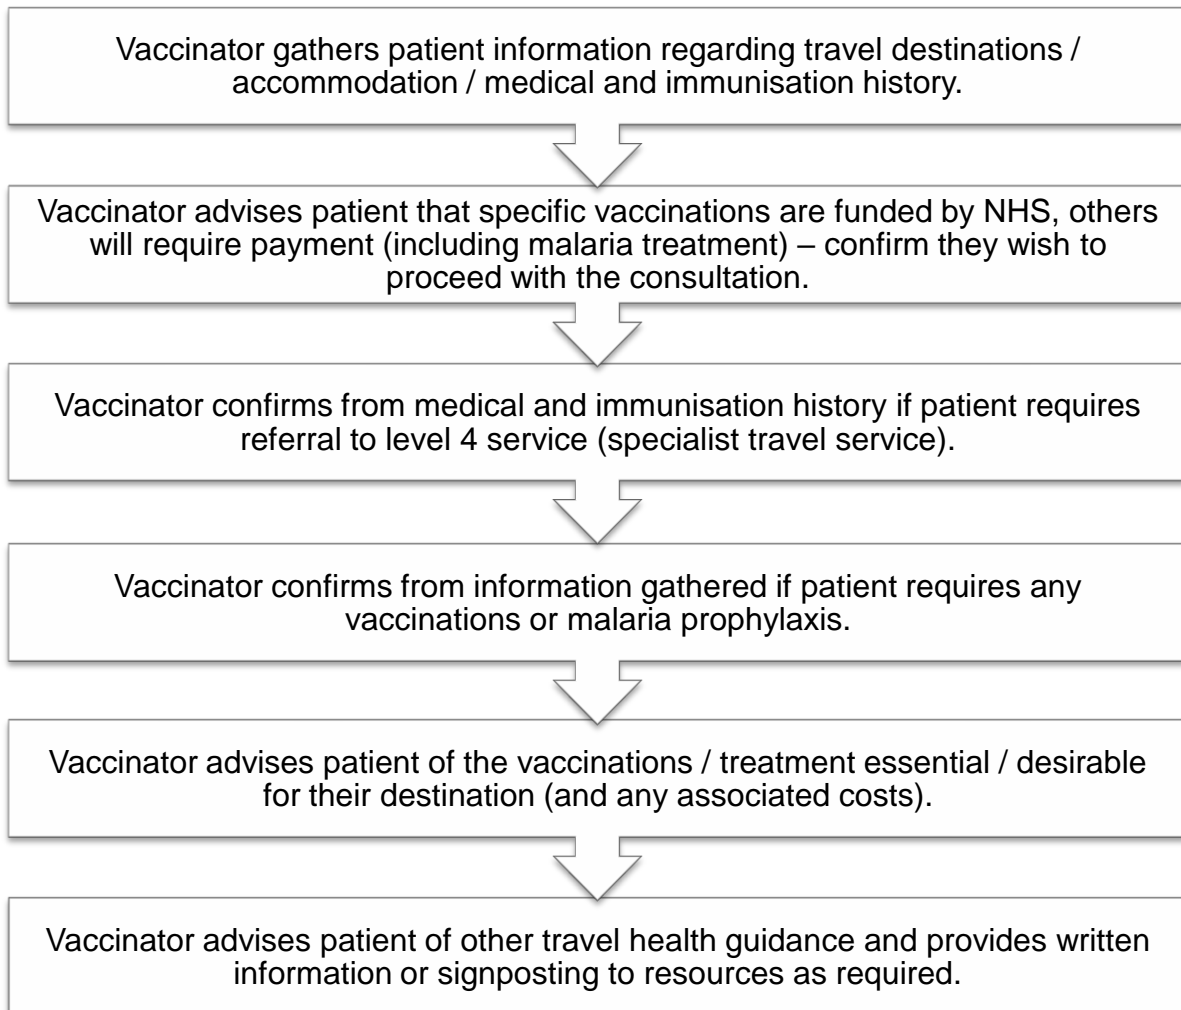 Vaccinator gathers patient information regarding travel destinations /
accommodation / medical and immunisation history.
Vaccinator advises patient that specific vaccinations are funded by NHS, others
will require payment (including malaria treatment) – confirm they wish to
proceed with the consultation.
Vaccinator confirms from medical and immunisation history if patient requires
referral to level 4 service (specialist travel service).
Vaccinator confirms from information gathered if patient requires any
vaccinations or malaria prophylaxis.
Vaccinator advises patient of the vaccinations / treatment essential / desirable
for their destination (and any associated costs).
Vaccinator advises patient of other travel health guidance and provides written
information or signposting to resources as required.